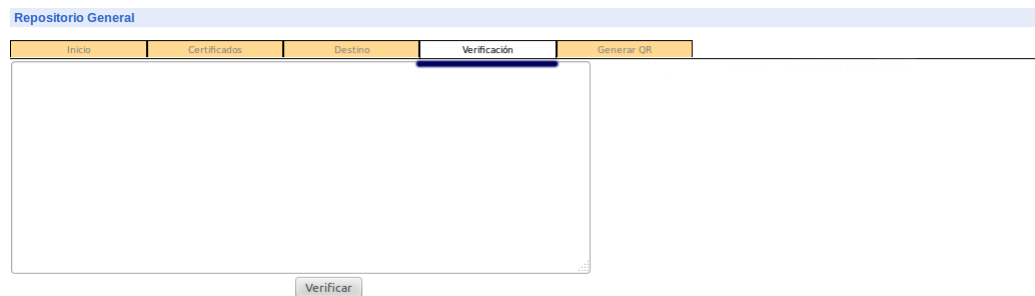 Repositorio General
Inicio Certificados Destino Verificación Generar QR
Verificar